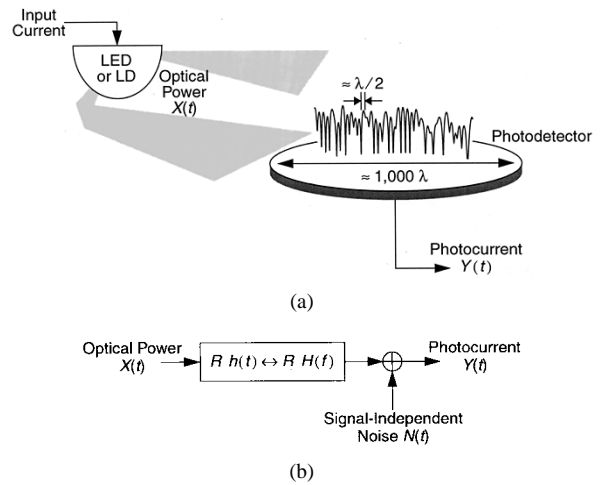 Input
Current
LED
or LD
Optical
Power
X(t)
≈ λ/2
Photodetector
≈ 1,000 λ
Photocurrent
Y(t)
(a)
Optical Power
X(t)
R h(t) ↔ R H(f)
Photocurrent
Y(t)
Signal-Independent
Noise N(t)
(b)